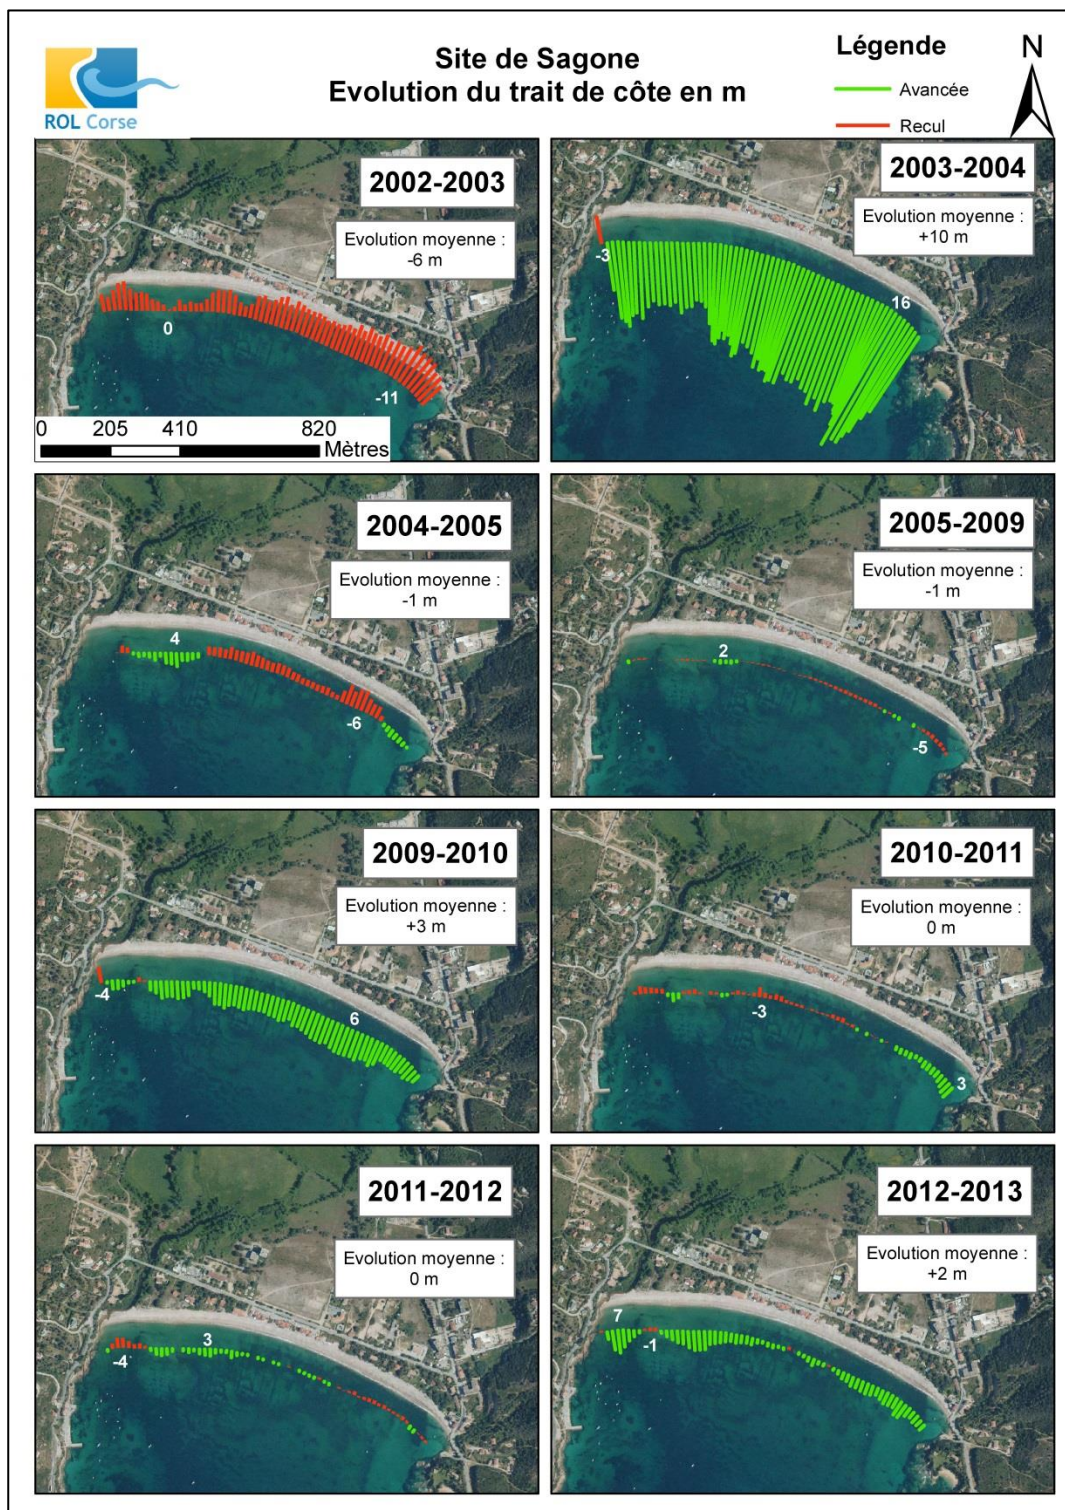 ROL Corse
Site de Sagone
Evolution du trait de côte en m
Légende
Avancée
Recul
N
2002-2003
Evolution moyenne :
-6 m
0
-11
0 205 410 820
Mètres
2003-2004
Evolution moyenne :
+10 m
-3
16
2004-2005
Evolution moyenne :
-1 m
4
-6
2005-2009
Evolution moyenne :
-1 m
2
-5
2009-2010
Evolution moyenne :
+3 m
-4
6
2010-2011
Evolution moyenne :
0 m
-3
3
2011-2012
Evolution moyenne :
0 m
3
-4
2012-2013
Evolution moyenne :
+2 m
7
-1